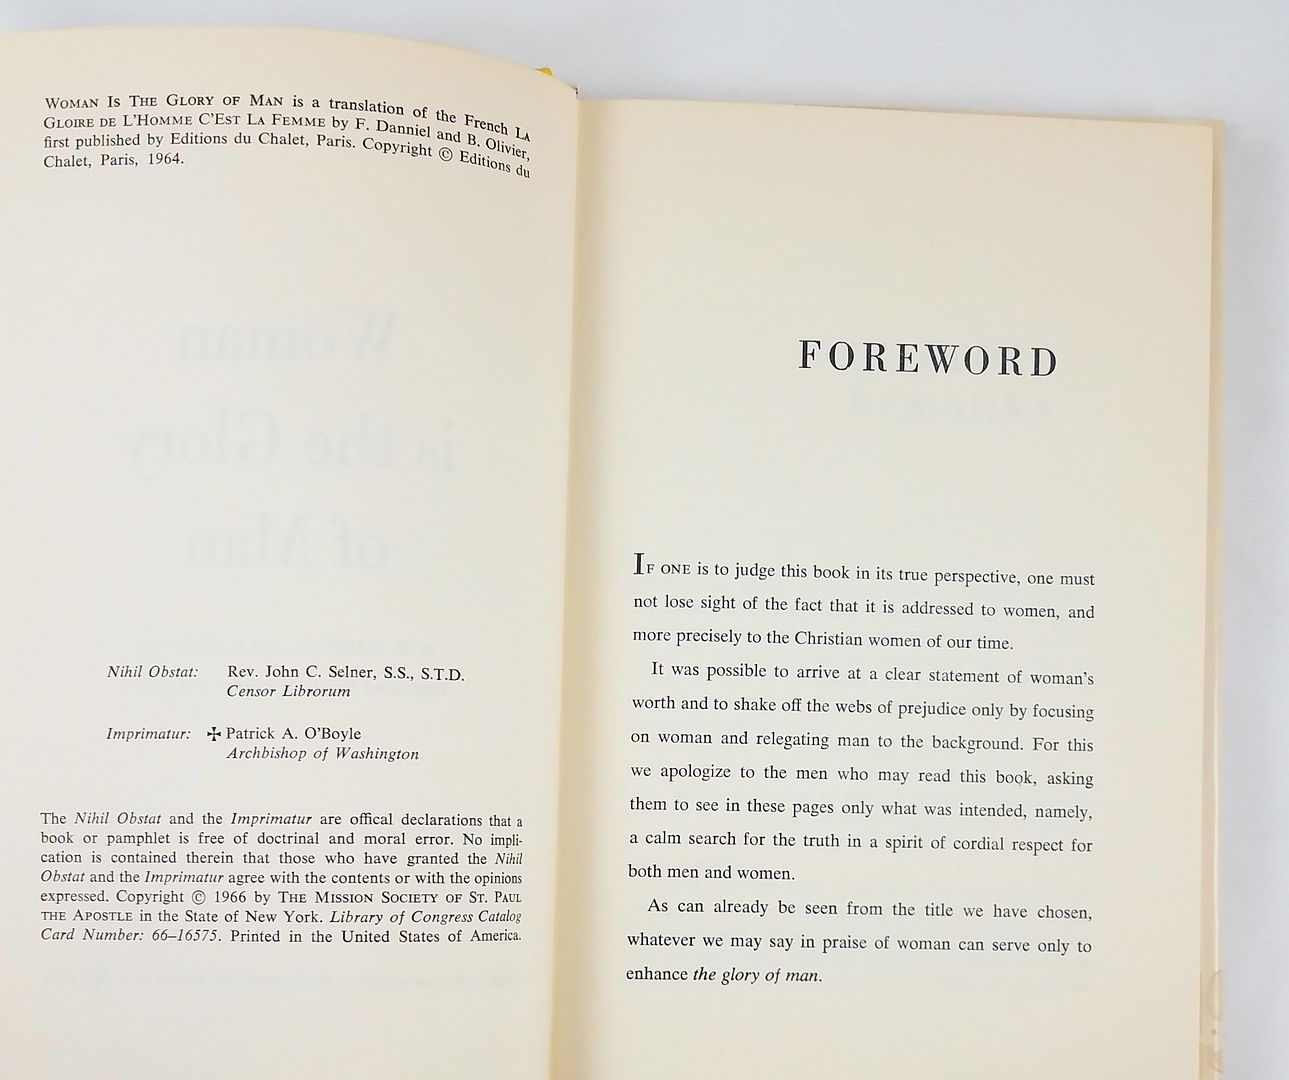 WOMAN IS THE GLORY OF MAN is a translation of the French LA
GLOIRE DE L'HOMME C'EST LA FEMME by F. Danniel and B. Olivier,
first published by Editions du Chalet, Paris. Copyright © Editions du
Chalet, Paris, 1964.
Woman
is the Glory
of Man
Nihil Obstat: Rev. John C. Selner, S.S., S.T.D.
Censor Librorum
Imprimatur: ✠ Patrick A. O'Boyle
Archbishop of Washington
The Nihil Obstat and the Imprimatur are offical declarations that a
book or pamphlet is free of doctrinal and moral error. No impli-
cation is contained therein that those who have granted the Nihil
Obstat and the Imprimatur agree with the contents or with the opinions
expressed. Copyright © 1966 by THE MISSION SOCIETY OF ST. PAUL
THE APOSTLE in the State of New York. Library of Congress Catalog
Card Number: 66–16575. Printed in the United States of America.
FOREWORD
REMARKS
IF ONE is to judge this book in its true perspective, one must
not lose sight of the fact that it is addressed to women, and
more precisely to the Christian women of our time.
It was possible to arrive at a clear statement of woman's
worth and to shake off the webs of prejudice only by focusing
on woman and relegating man to the background. For this
we apologize to the men who may read this book, asking
them to see in these pages only what was intended, namely,
a calm search for the truth in a spirit of cordial respect for
both men and women.
As can already be seen from the title we have chosen,
whatever we may say in praise of woman can serve only to
enhance the glory of man.